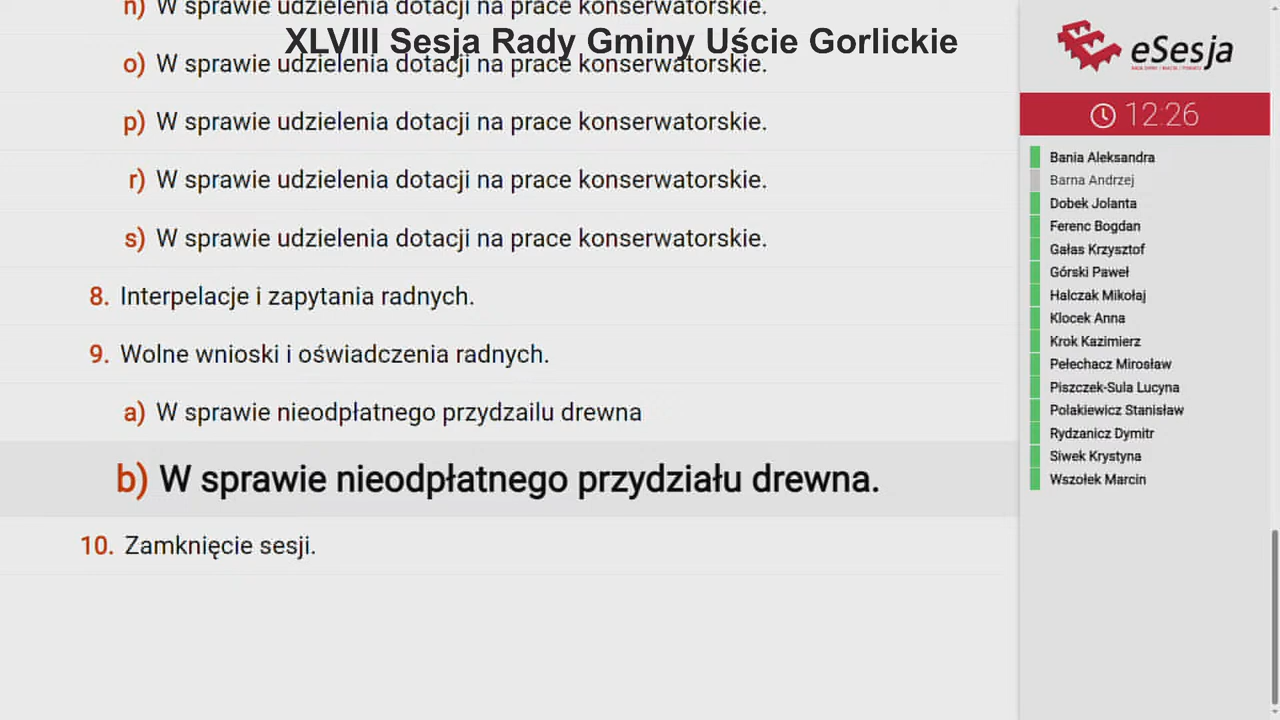 n) W sprawie udzielenia dotacji na prace konserwatorskie.
XLVIII Sesja Rady Gminy Uście Gorlickie
o) W sprawie udzielenia dotacji na prace konserwatorskie.
p) W sprawie udzielenia dotacji na prace konserwatorskie.
r) W sprawie udzielenia dotacji na prace konserwatorskie.
s) W sprawie udzielenia dotacji na prace konserwatorskie.
8. Interpelacje i zapytania radnych.
9. Wolne wnioski i oświadczenia radnych.
a) W sprawie nieodpłatnego przydzailu drewna
b) W sprawie nieodpłatnego przydziału drewna.
10. Zamknięcie sesji.
eSesja
12:26
Bania Aleksandra
Barna Andrzej
Dobek Jolanta
Ferenc Bogdan
Gałas Krzysztof
Górski Paweł
Halczak Mikołaj
Klocek Anna
Krok Kazimierz
Pełechacz Mirosław
Piszczek-Sula Lucyna
Polakiewicz Stanisław
Rydzanicz Dymitr
Siwek Krystyna
Wszołek Marcin